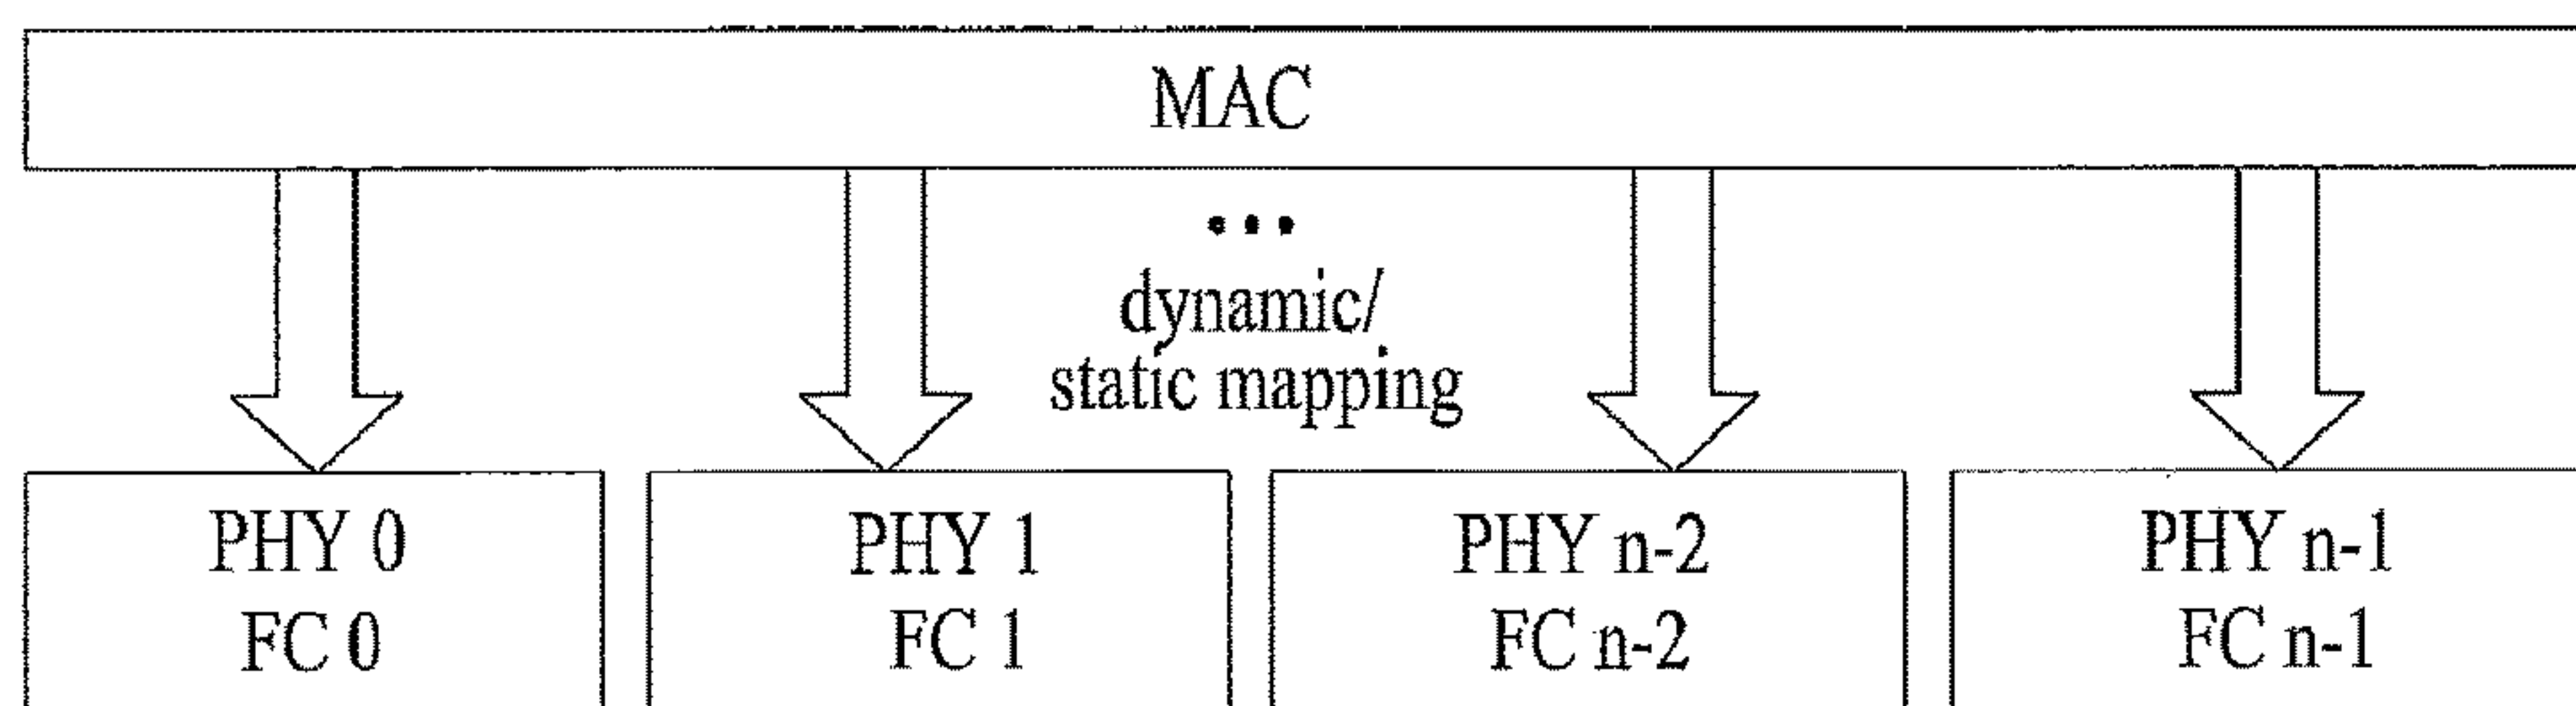 MAC
...
dynamic/
static mapping
PHY 0
FC 0
PHY 1
FC 1
PHY n-2
FC n-2
PHY n-1
FC n-1